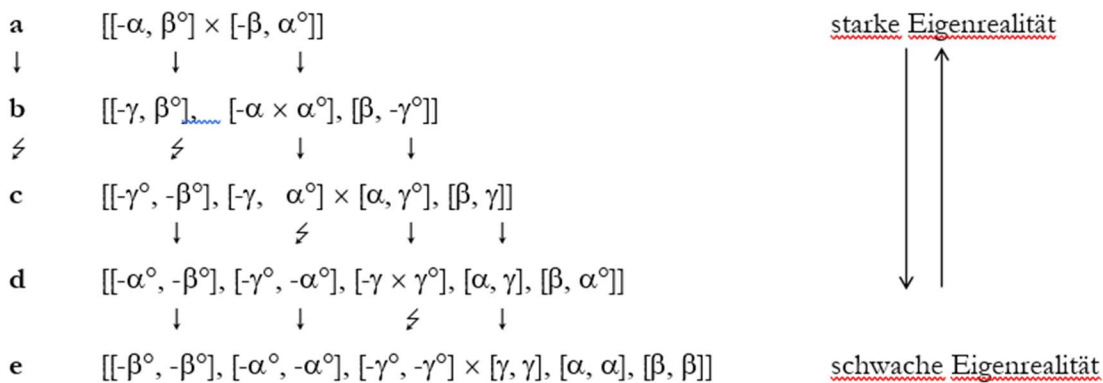 a [[-α, β°] × [-β, α°]] starke Eigenrealität
↓ ↓ ↓
b [[-γ, β°], [-α × α°], [β, -γ°]]
⚡ ⚡ ↓ ↓
c [[-γ°, -β°], [-γ, α°] × [α, γ°], [β, γ]]
↓ ⚡ ↓ ↓
d [[-α°, -β°], [-γ°, -α°], [-γ × γ°], [α, γ], [β, α°]]
↓ ↓ ⚡ ↓
e [[-β°, -β°], [-α°, -α°], [-γ°, -γ°] × [γ, γ], [α, α], [β, β]] schwache Eigenrealität